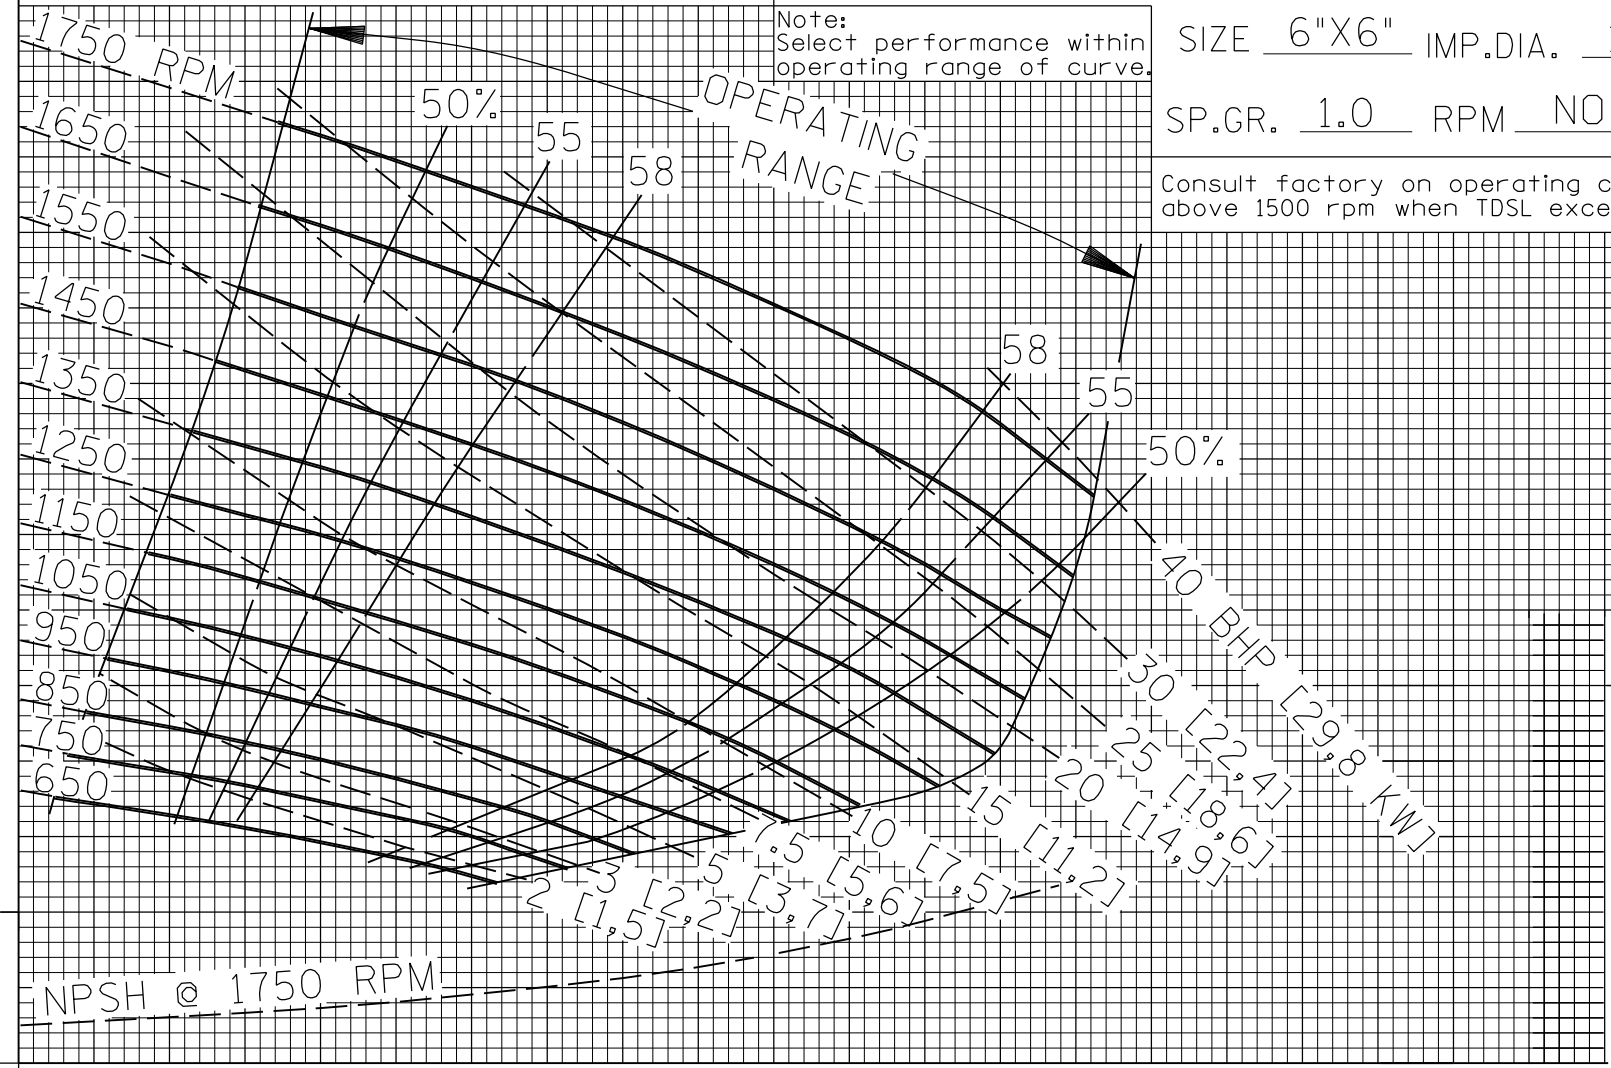 Note:
Select performance within
operating range of curve.
SIZE 6"X6" IMP.DIA.
SP.GR. 1.0 RPM NO
Consult factory on operating
above 1500 rpm when TDSL
OPERATING
RANGE
1750 RPM
1650
1550
1450
1350
1250
1150
1050
950
850
750
650
50%
55
58
58
55
50%
40 BHP [29,8 KW]
30 [22,4]
25 [18,6]
20 [14,9]
15 [11,2]
10 [7,5]
7.5 [5,6]
5 [3,7]
3 [2,2]
2 [1,5]
NPSH @ 1750 RPM